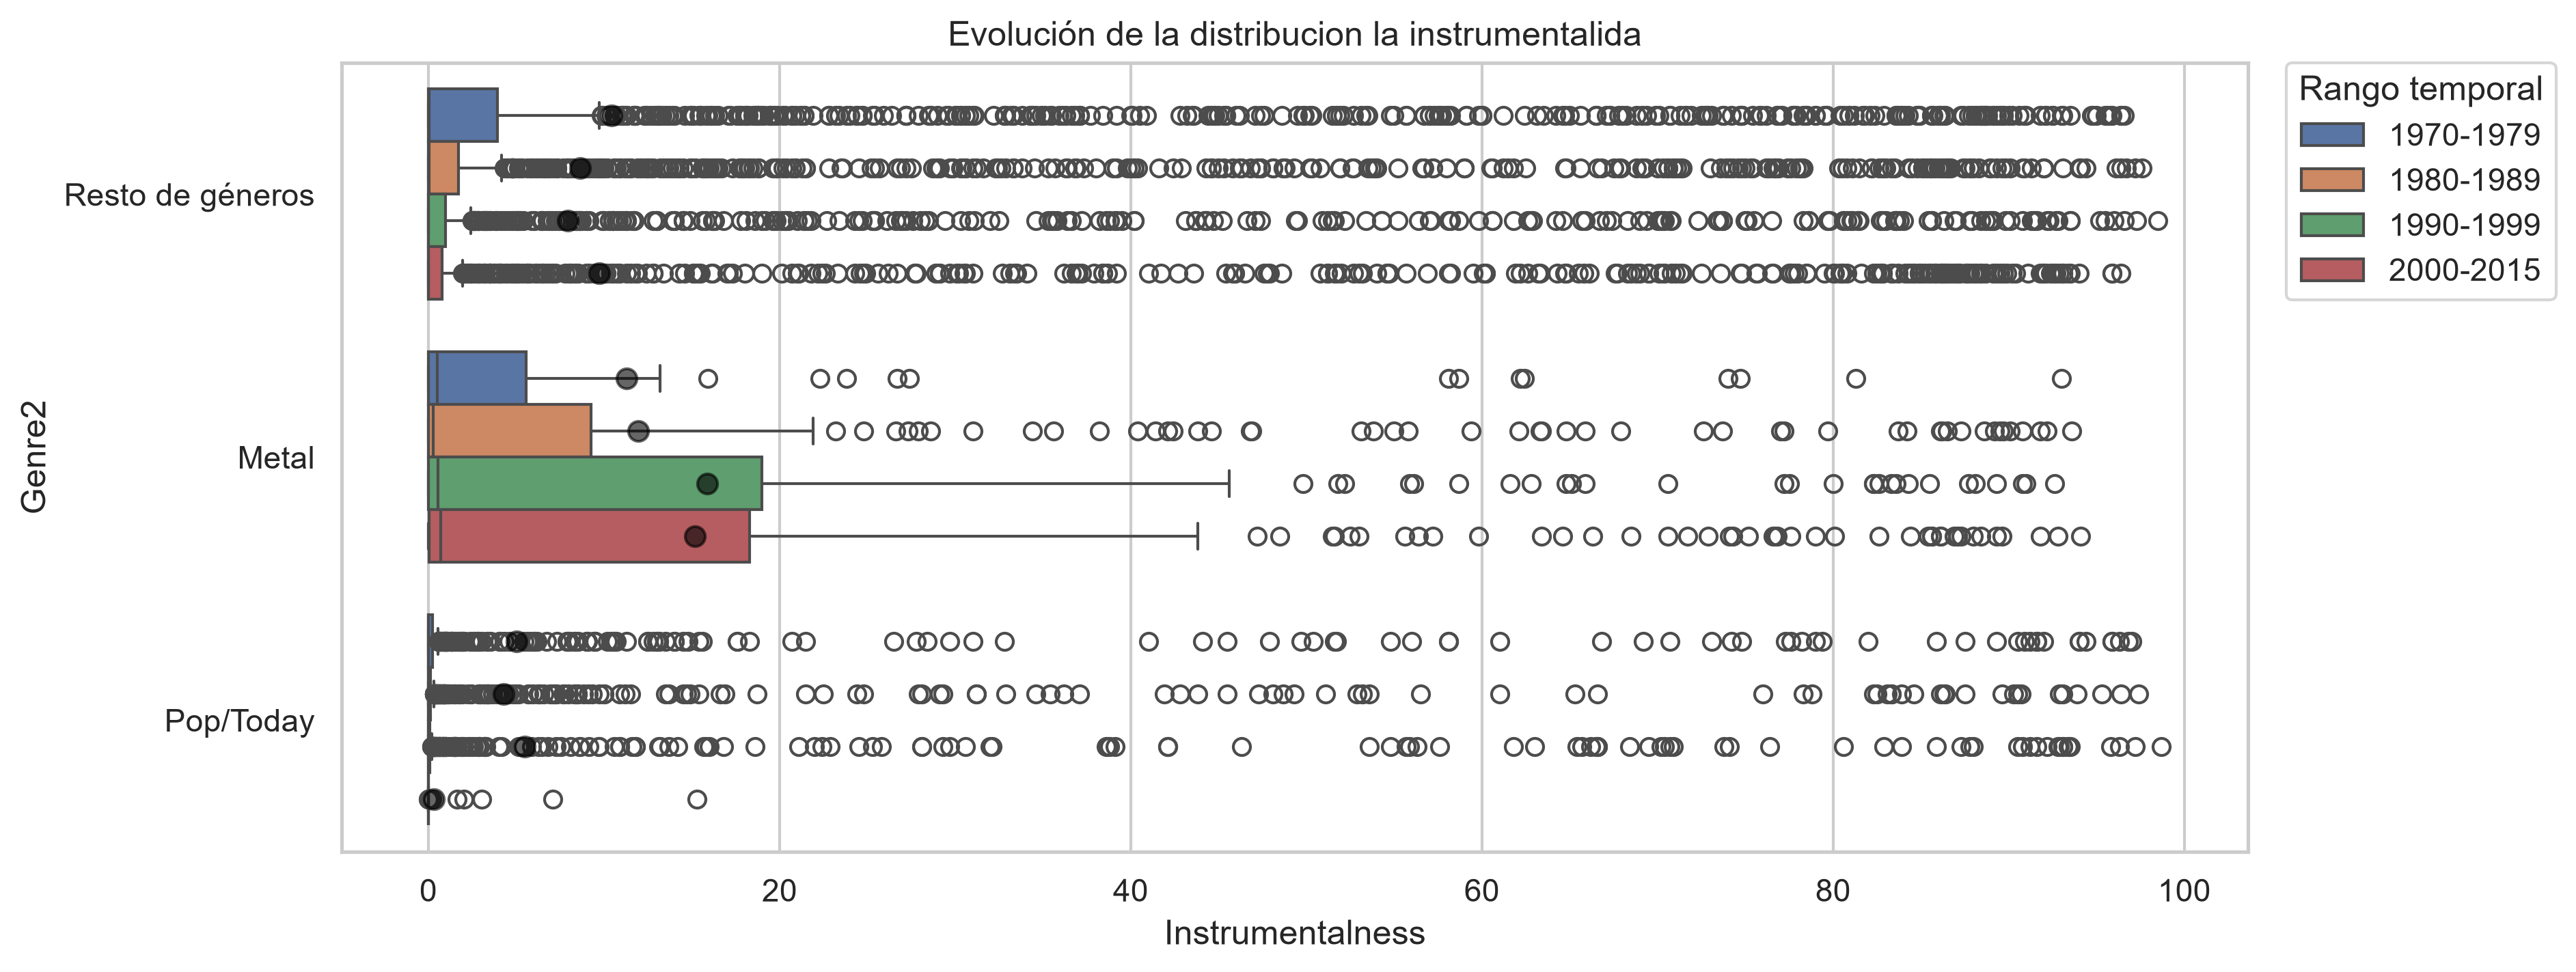 Evolución de la distribucion la instrumentalida
Rango temporal
1970-1979
1980-1989
1990-1999
2000-2015
Genre2
Resto de géneros
Metal
Pop/Today
0 20 40 60 80 100
Instrumentalness